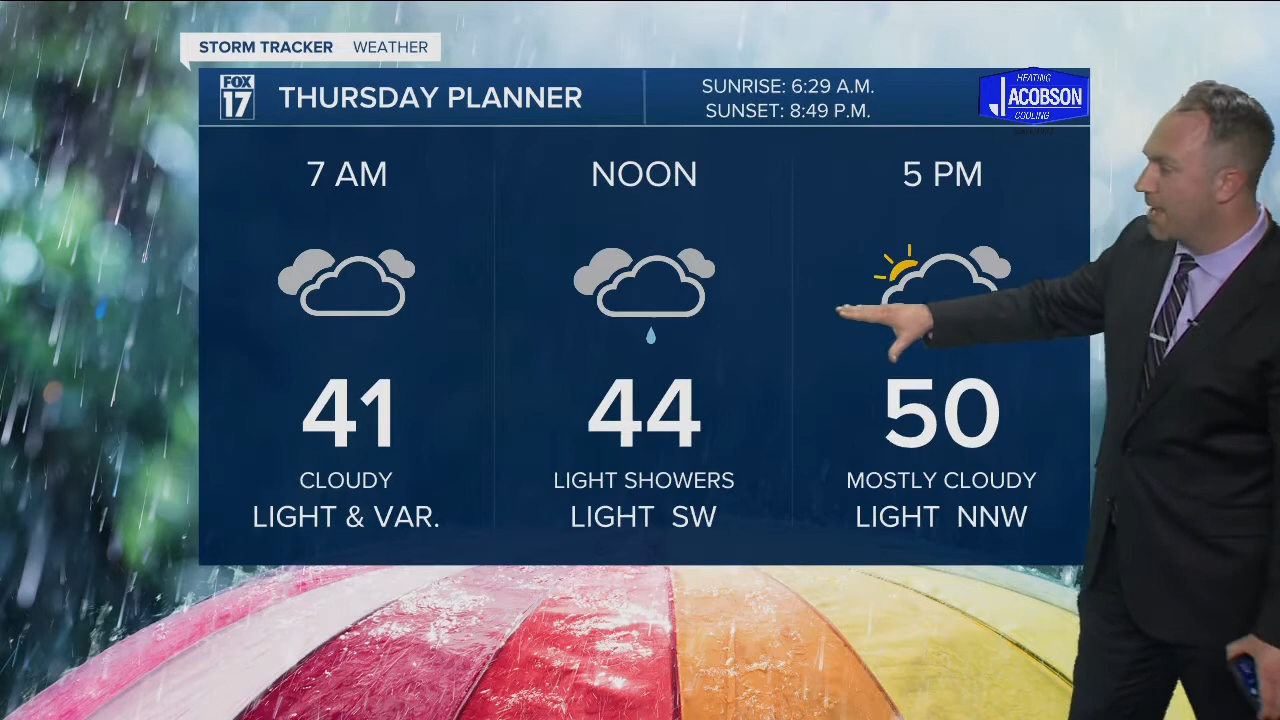 STORM TRACKER WEATHER
FOX
17
THURSDAY PLANNER
SUNRISE: 6:29 A.M.
SUNSET: 8:49 P.M.
HEATING
JACOBSON
COOLING
7 AM
NOON
5 PM
41
44
50
CLOUDY
LIGHT SHOWERS
MOSTLY CLOUDY
LIGHT & VAR.
LIGHT SW
LIGHT NNW